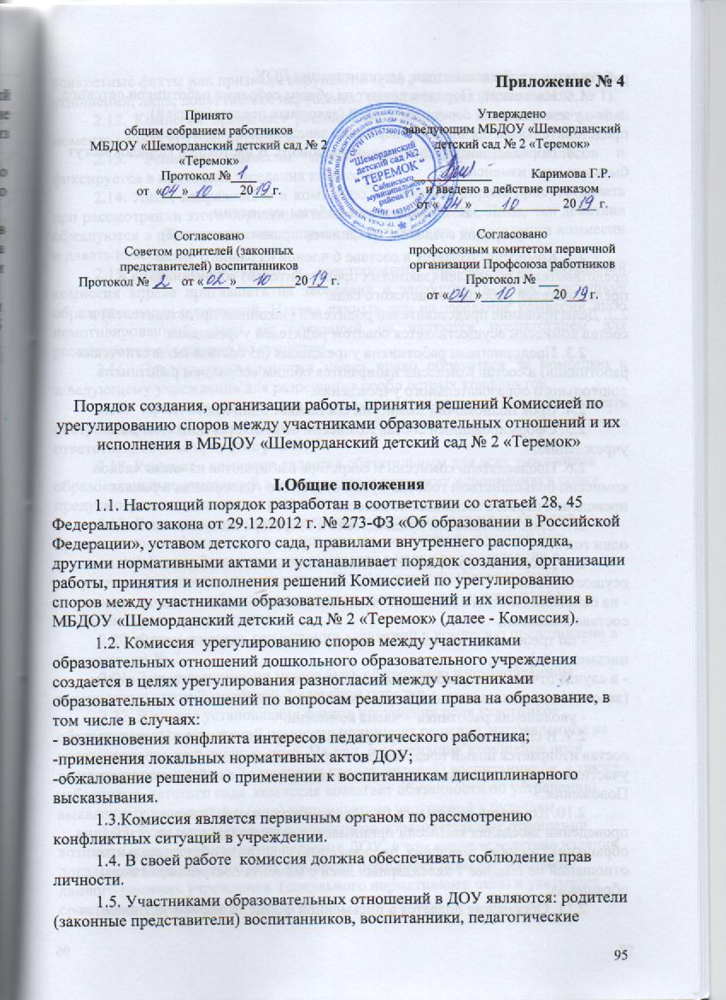 Приложение № 4
Принято
общим собранием работников
МБДОУ «Шеморданский детский сад № 2
«Теремок»
Протокол № 1
от «04» 10 2019 г.
Утверждено
заведующим МБДОУ «Шеморданский
детский сад № 2 «Теремок»
Каримова Г.Р.
и введено в действие приказом
от «04» 10 2019 г.
"Шеморданский
детский сад №2
" ТЕРЕМОК "
Сабинского
муниципального
района РТ
Согласовано
Советом родителей (законных
представителей) воспитанников
Протокол № 2 от «02» 10 2019 г.
Согласовано
профсоюзным комитетом первичной
организации Профсоюза работников
Протокол № ___
от «04» 10 2019 г.
Порядок создания, организации работы, принятия решений Комиссией по
урегулированию споров между участниками образовательных отношений и их
исполнения в МБДОУ «Шеморданский детский сад № 2 «Теремок»
I.Общие положения
1.1. Настоящий порядок разработан в соответствии со статьей 28, 45
Федерального закона от 29.12.2012 г. № 273-ФЗ «Об образовании в Российской
Федерации», уставом детского сада, правилами внутреннего распорядка,
другими нормативными актами и устанавливает порядок создания, организации
работы, принятия и исполнения решений Комиссией по урегулированию
споров между участниками образовательных отношений и их исполнения в
МБДОУ «Шеморданский детский сад № 2 «Теремок» (далее - Комиссия).
1.2. Комиссия урегулированию споров между участниками
образовательных отношений дошкольного образовательного учреждения
создается в целях урегулирования разногласий между участниками
образовательных отношений по вопросам реализации права на образование, в
том числе в случаях:
- возникновения конфликта интересов педагогического работника;
-применения локальных нормативных актов ДОУ;
-обжалование решений о применении к воспитанникам дисциплинарного
высказывания.
1.3.Комиссия является первичным органом по рассмотрению
конфликтных ситуаций в учреждении.
1.4. В своей работе комиссия должна обеспечивать соблюдение прав
личности.
1.5. Участниками образовательных отношений в ДОУ являются: родители
(законные представители) воспитанников, воспитанники, педагогические
95